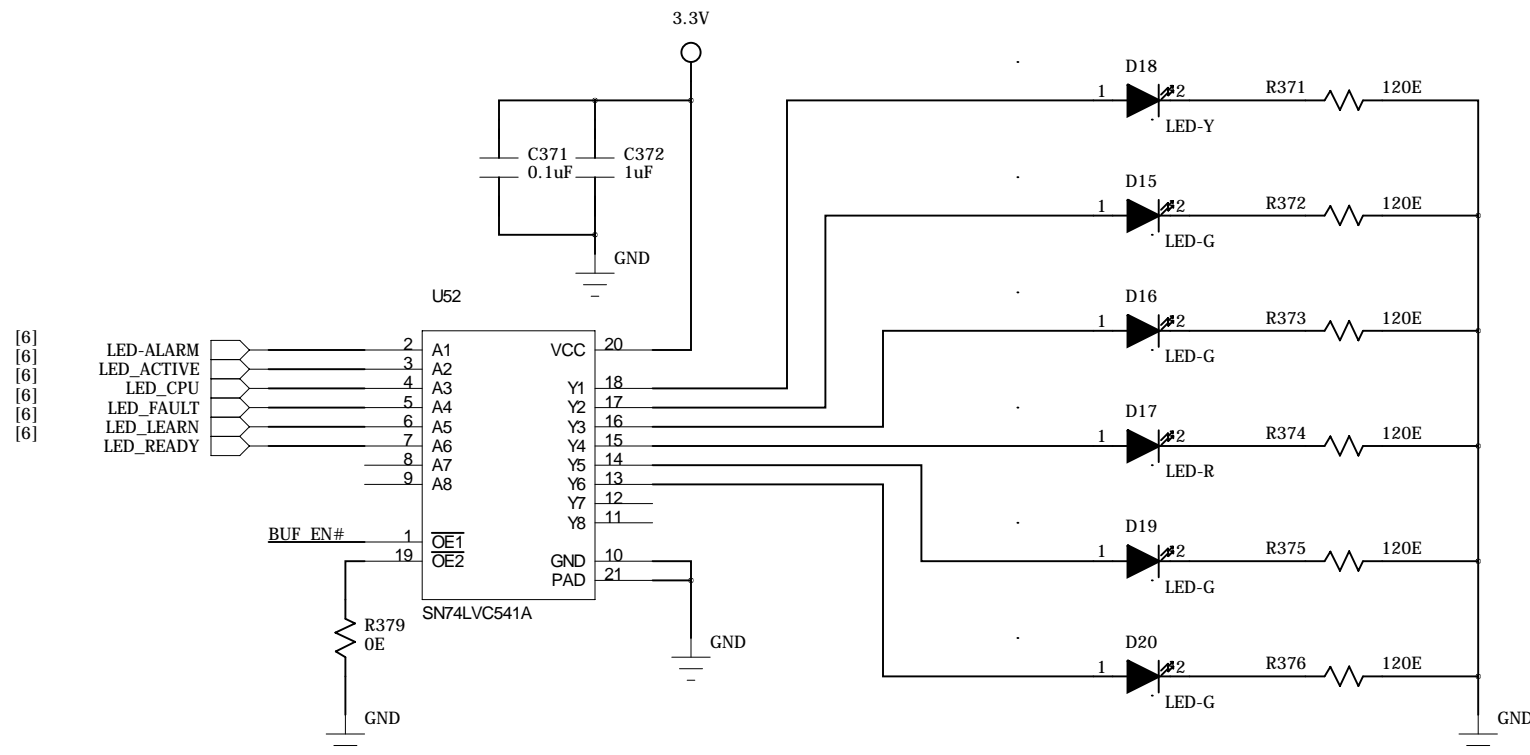 3.3V
D18
1
2
R371
120E
LED-Y
C371
0.1uF
C372
1uF
D15
1
2
R372
120E
LED-G
GND
U52
D16
1
2
R373
120E
LED-G
[6]
[6]
[6]
[6]
[6]
[6]
LED-ALARM
LED_ACTIVE
LED_CPU
LED_FAULT
LED_LEARN
LED_READY
2 A1
3 A2
4 A3
5 A4
6 A5
7 A6
8 A7
9 A8
BUF_EN#
1 OE1
19 OE2
VCC 20
Y1 18
Y2 17
Y3 16
Y4 15
Y5 14
Y6 13
Y7 12
Y8 11
GND 10
PAD 21
SN74LVC541A
D17
1
2
R374
120E
LED-R
D19
1
2
R375
120E
LED-G
R379
0E
GND
D20
1
2
R376
120E
LED-G
GND
GND